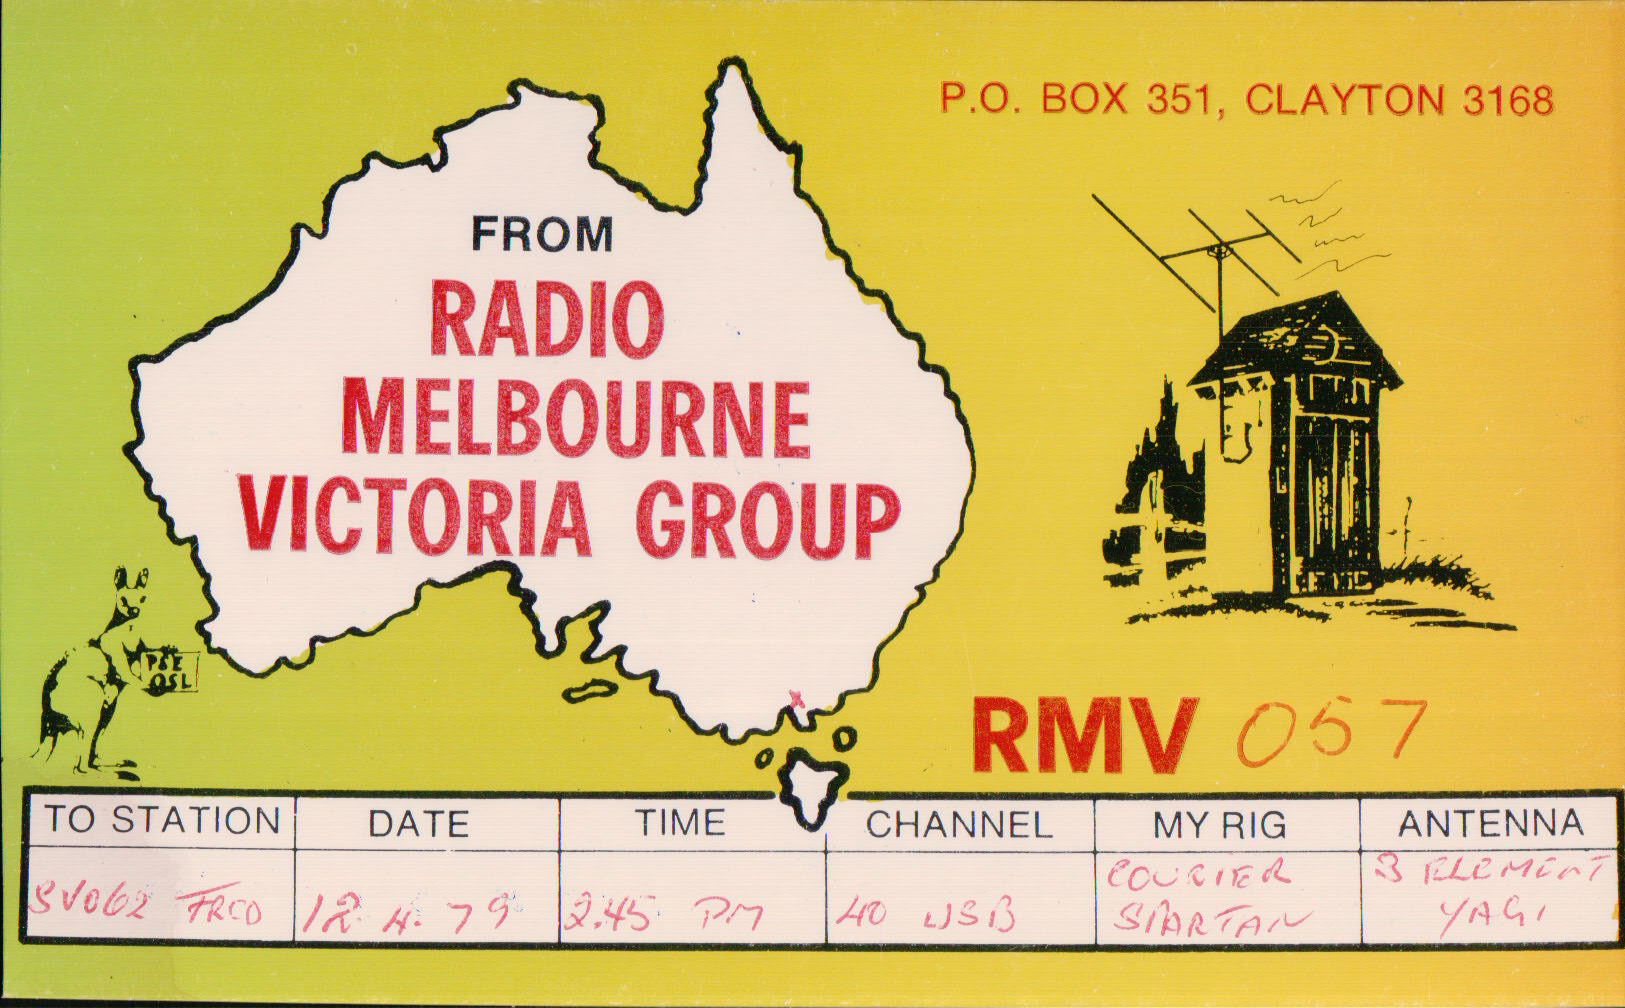 P.O. BOX 351, CLAYTON 3168
FROM
RADIO
MELBOURNE
VICTORIA GROUP
PSE
QSL
RMV 057
TO STATION DATE TIME CHANNEL MY RIG ANTENNA
SV062 FRED 12.4.79 2.45 PM 40 USB COURIER SPARTAN 3 ELEMENT YAGI